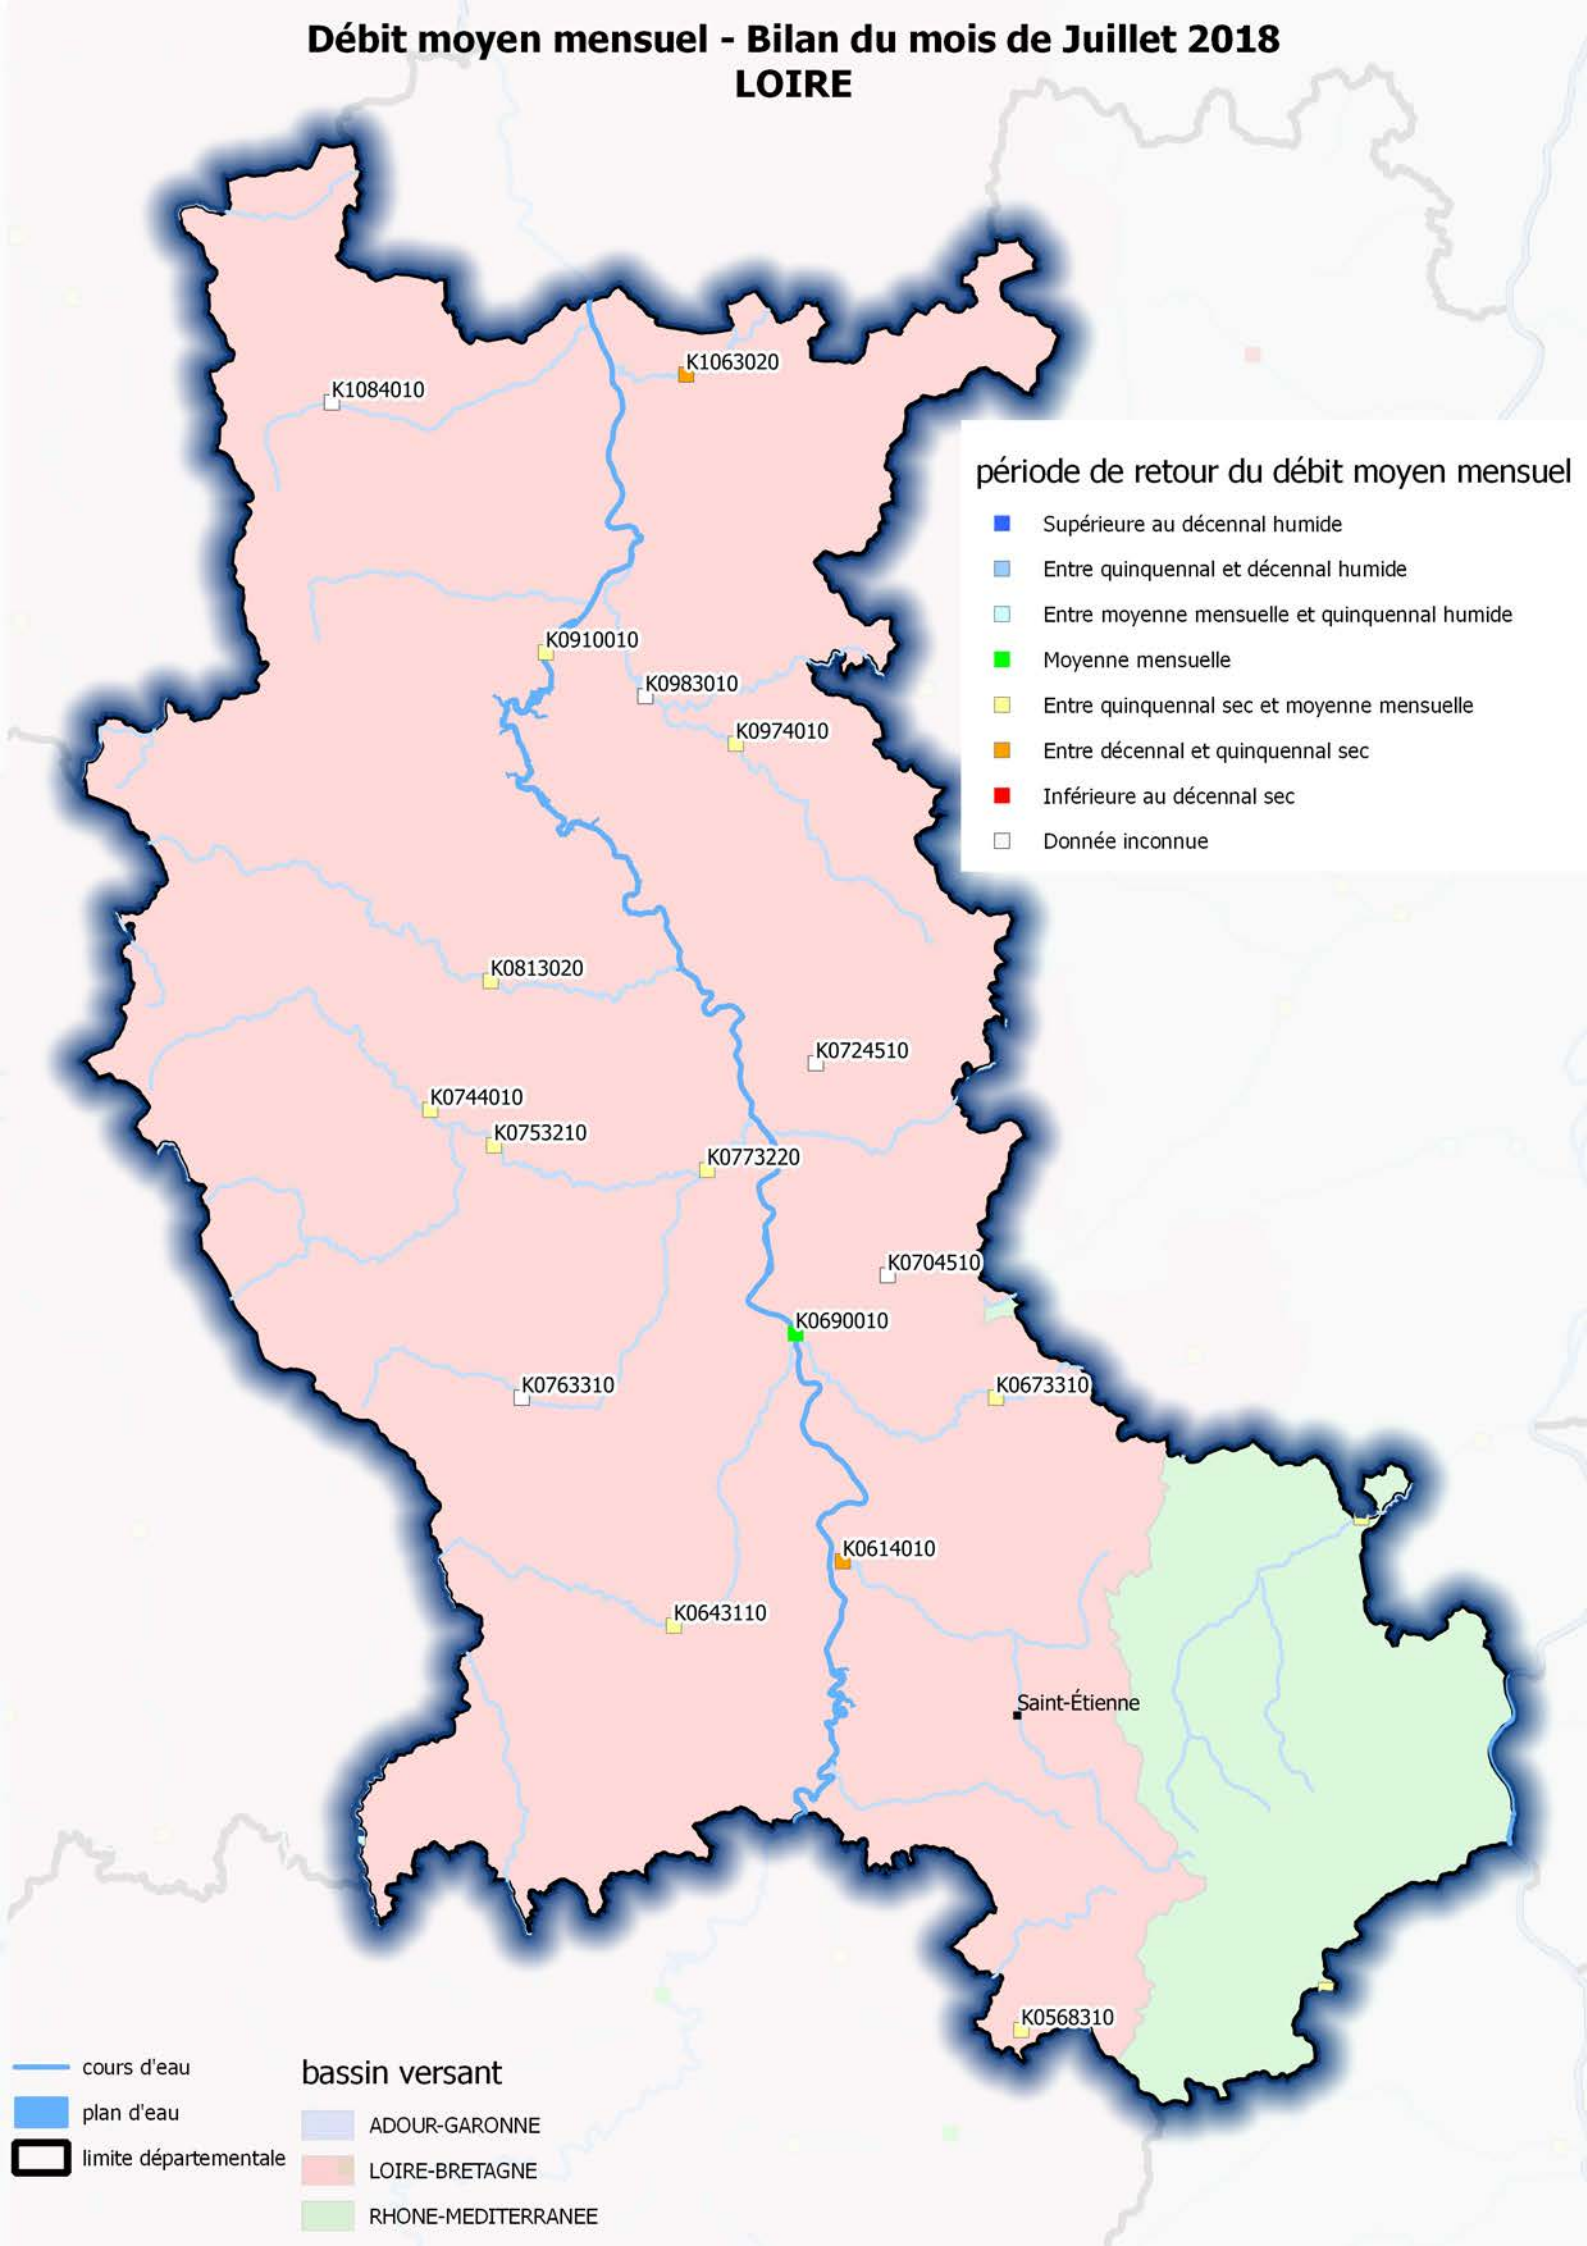 Débit moyen mensuel - Bilan du mois de Juillet 2018
LOIRE
K1063020
K1084010
période de retour du débit moyen mensuel
Supérieure au décennal humide
Entre quinquennal et décennal humide
Entre moyenne mensuelle et quinquennal humide
Moyenne mensuelle
Entre quinquennal sec et moyenne mensuelle
Entre décennal et quinquennal sec
Inférieure au décennal sec
Donnée inconnue
K0910010
K0983010
K0974010
K0813020
K0724510
K0744010
K0753210
K0773220
K0704510
K0690010
K0763310
K0673310
K0614010
K0643110
Saint-Étienne
K0568310
cours d'eau
plan d'eau
limite départementale
bassin versant
ADOUR-GARONNE
LOIRE-BRETAGNE
RHONE-MEDITERRANEE